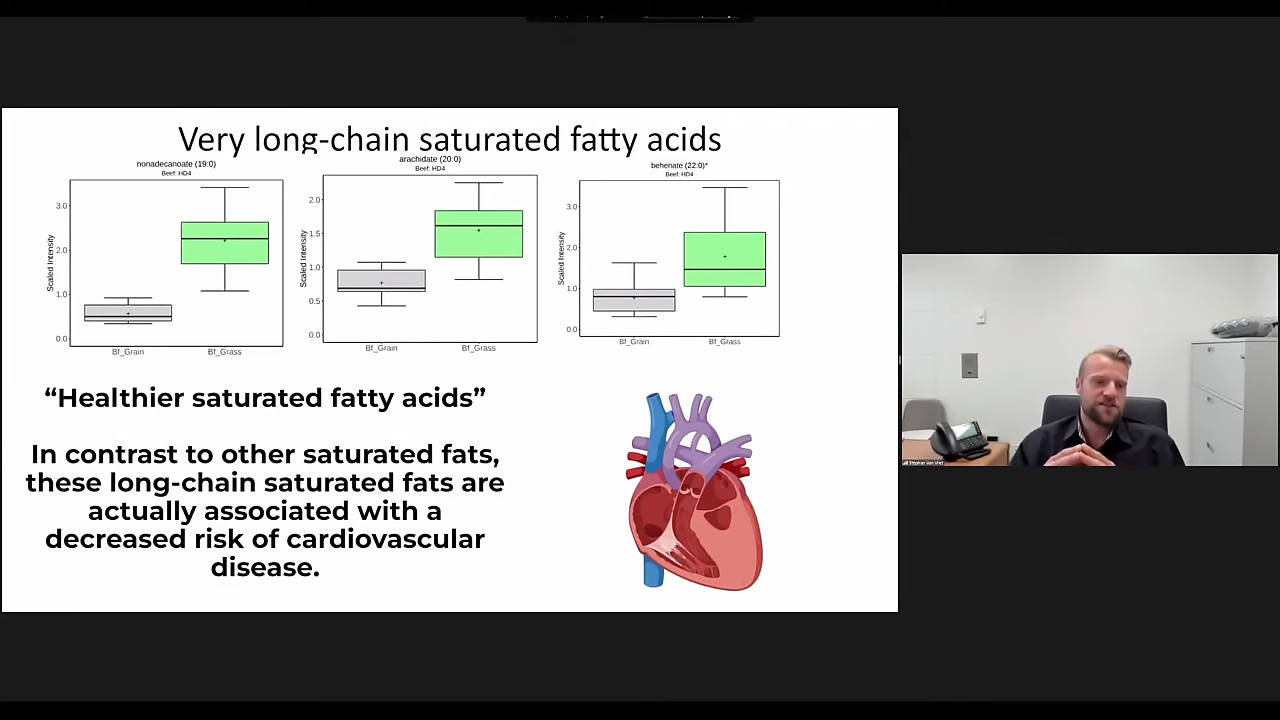 Very long-chain saturated fatty acids
nonadecanoate (19:0)
Beef: HD4
Scaled Intensity
3.0
2.0
1.0
0.0
Bf_Grain
Bf_Grass
arachidate (20:0)
Beef: HD4
Scaled Intensity
2.0
1.5
1.0
0.5
0.0
Bf_Grain
Bf_Grass
behenate (22:0)*
Beef: HD4
Scaled Intensity
3.0
2.0
1.0
0.0
Bf_Grain
Bf_Grass
“Healthier saturated fatty acids”
In contrast to other saturated fats,
these long-chain saturated fats are
actually associated with a
decreased risk of cardiovascular
disease.
Stephan Van Vliet